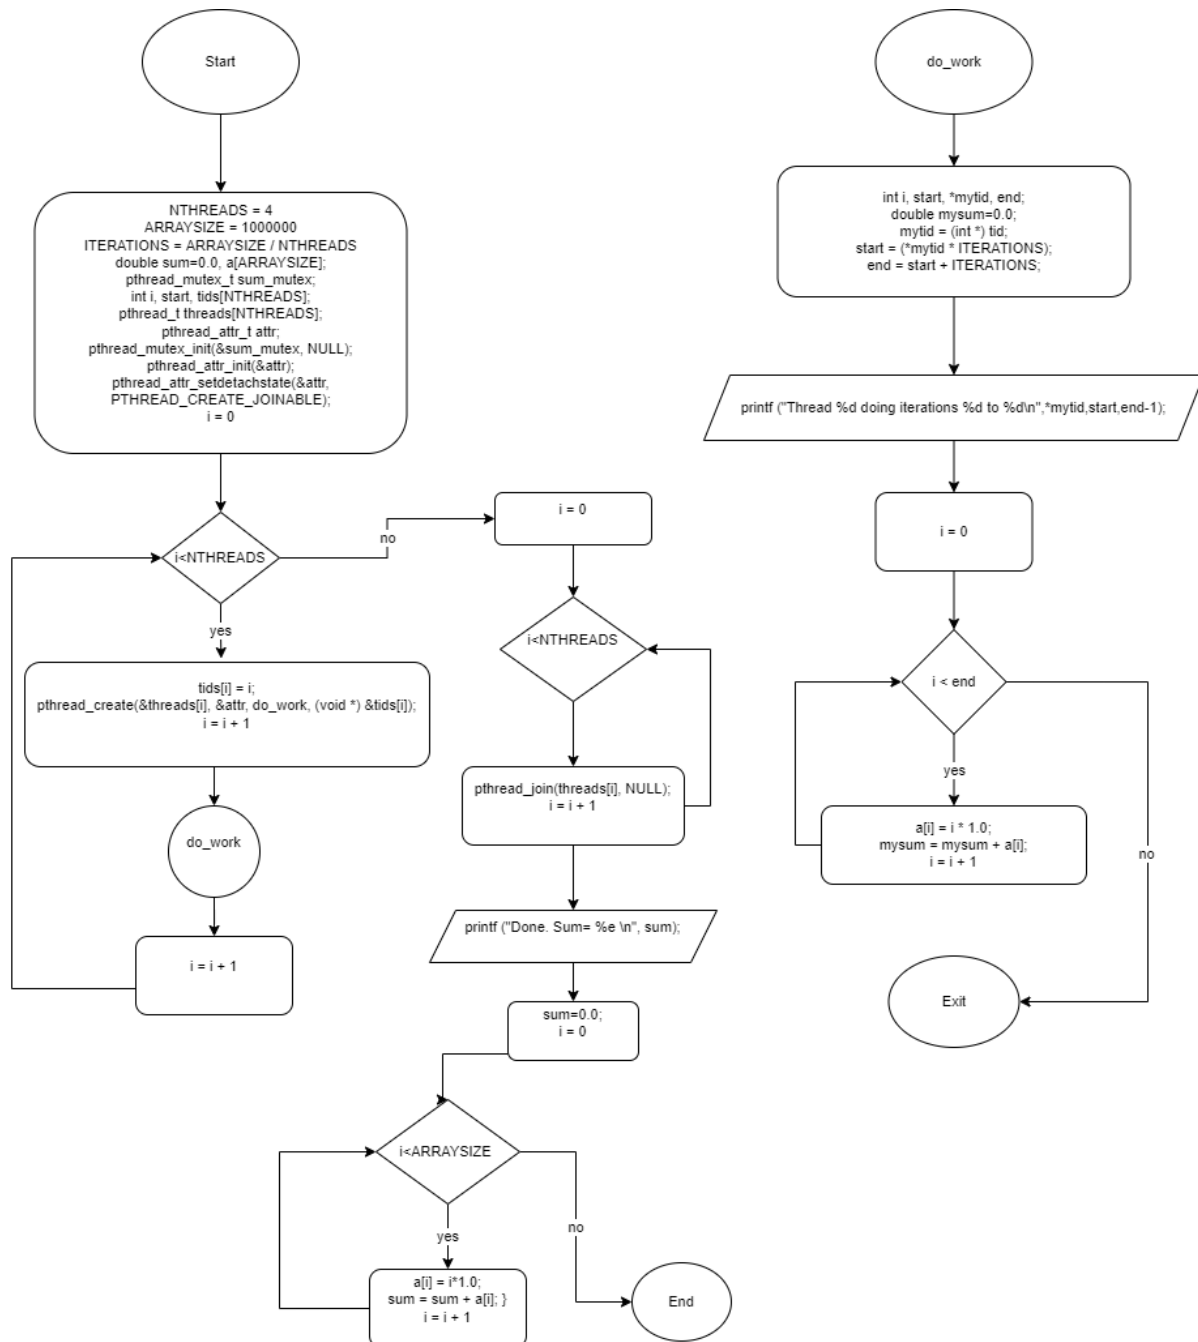 Start
NTHREADS = 4
ARRAYSIZE = 1000000
ITERATIONS = ARRAYSIZE / NTHREADS
double sum=0.0, a[ARRAYSIZE];
pthread_mutex_t sum_mutex;
int i, start, tids[NTHREADS];
pthread_t threads[NTHREADS];
pthread_attr_t attr;
pthread_mutex_init(&sum_mutex, NULL);
pthread_attr_init(&attr);
pthread_attr_setdetachstate(&attr,
PTHREAD_CREATE_JOINABLE);
i = 0
i<NTHREADS
no
yes
tids[i] = i;
pthread_create(&threads[i], &attr, do_work, (void *) &tids[i]);
i = i + 1
do_work
i = i + 1
i = 0
i<NTHREADS
pthread_join(threads[i], NULL);
i = i + 1
printf ("Done. Sum= %e \n", sum);
sum=0.0;
i = 0
i<ARRAYSIZE
no
yes
a[i] = i*1.0;
sum = sum + a[i]; }
i = i + 1
End
do_work
int i, start, *mytid, end;
double mysum=0.0;
mytid = (int *) tid;
start = (*mytid * ITERATIONS);
end = start + ITERATIONS;
printf ("Thread %d doing iterations %d to %d\n",*mytid,start,end-1);
i = 0
i < end
yes
no
a[i] = i * 1.0;
mysum = mysum + a[i];
i = i + 1
Exit